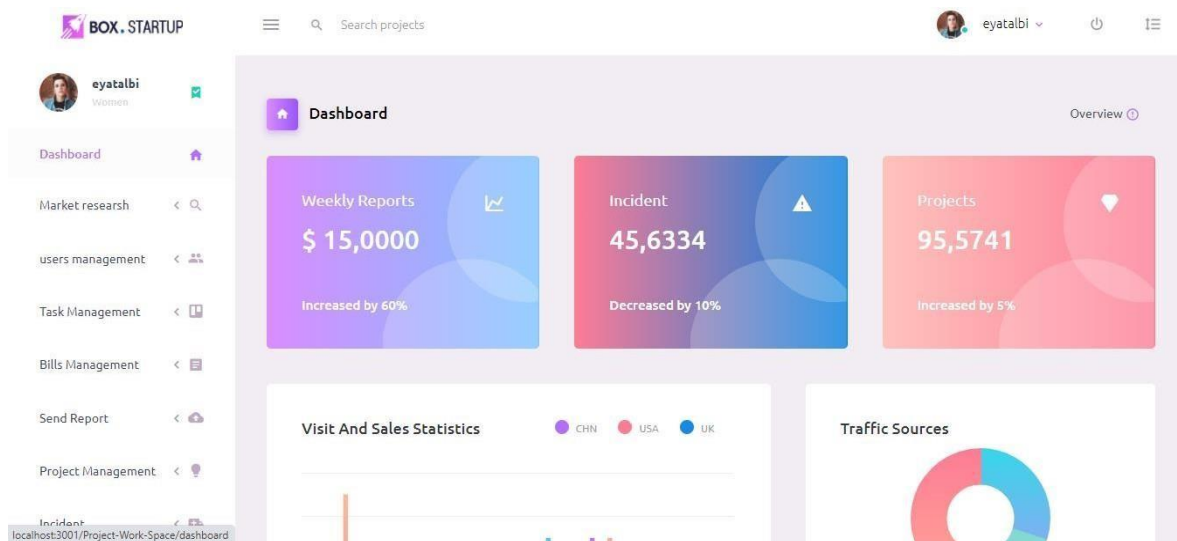 BOX. STARTUP
Search projects
eyatalbi
eyatalbi
Women
Dashboard
Market researsh
users management
Task Management
Bills Management
Send Report
Project Management
Incident
localhost:3001/Project-Work-Space/dashboard
Dashboard
Overview
Weekly Reports
$ 15,0000
Increased by 60%
Incident
45,6334
Decreased by 10%
Projects
95,5741
Increased by 5%
Visit And Sales Statistics
CHN USA UK
Traffic Sources